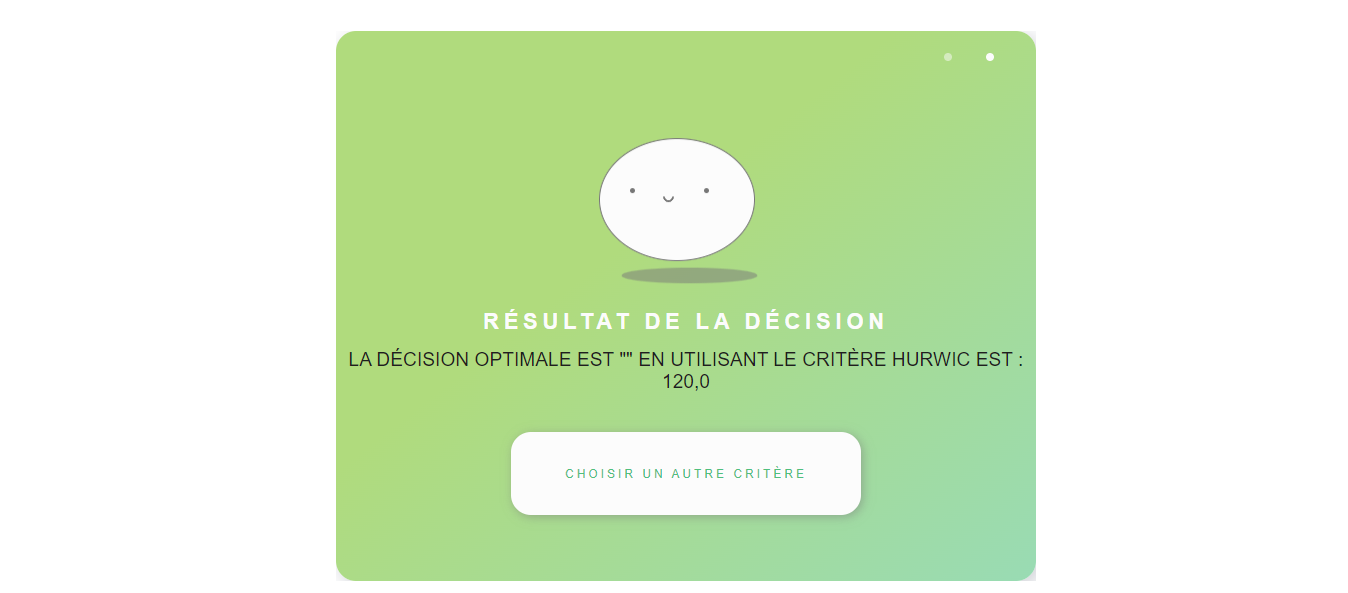 RÉSULTAT DE LA DÉCISION
LA DÉCISION OPTIMALE EST "" EN UTILISANT LE CRITÈRE HURWIC EST :
120,0
CHOISIR UN AUTRE CRITÈRE